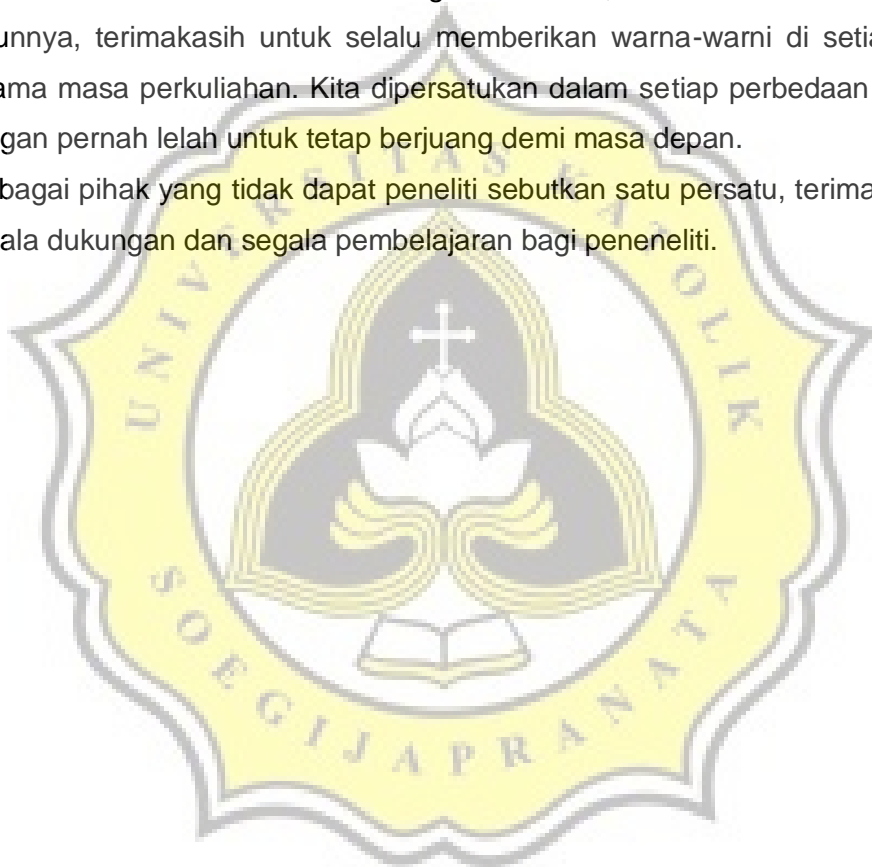 unnya, terimakasih untuk selalu memberikan warna-warni di setia
ama masa perkuliahan. Kita dipersatukan dalam setiap perbedaan
gan pernah lelah untuk tetap berjuang demi masa depan.
bagai pihak yang tidak dapat peneliti sebutkan satu persatu, terima
ala dukungan dan segala pembelajaran bagi peneneliti.
UNIVERSITAS KATOLIK
SOEGIJAPRANATA